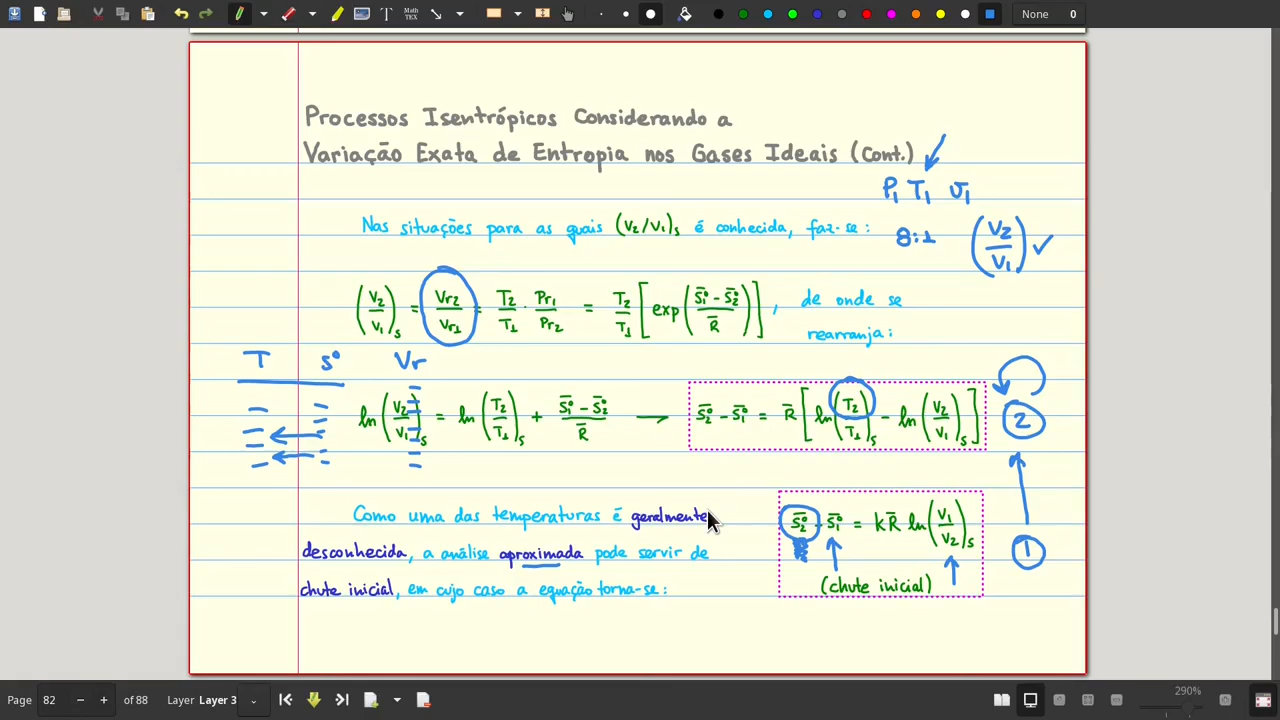 T
Math
TEX
None 0
Processos Isentrópicos Considerando a
Variação Exata de Entropia nos Gases Ideais (Cont.)
P₁ T₁ v₁
Nas situações para as quais (v₂/v₁)ₛ é conhecida, faz-se:
8:1 (v₂/v₁) ✓
(v₂/v₁)ₛ = vr₂/vr₁ = T₂/T₁ · Pr₁/Pr₂ = T₂/T₁ [exp((s̄₁° - s̄₂°)/R̄)], de onde se
rearranja:
T s° Vr
ln(v₂/v₁)ₛ = ln(T₂/T₁)ₛ + (s̄₁° - s̄₂°)/R̄ → s̄₂° - s̄₁° = R̄ [ln(T₂/T₁)ₛ - ln(v₂/v₁)ₛ] 2
Como uma das temperaturas é geralmente
desconhecida, a análise aproximada pode servir de
chute inicial, em cujo caso a equação torna-se:
s̄₂° - s̄₁° = kR̄ ln(v₁/v₂)ₛ 1
(chute inicial)
Page 82 − + of 88 Layer Layer 3
290%